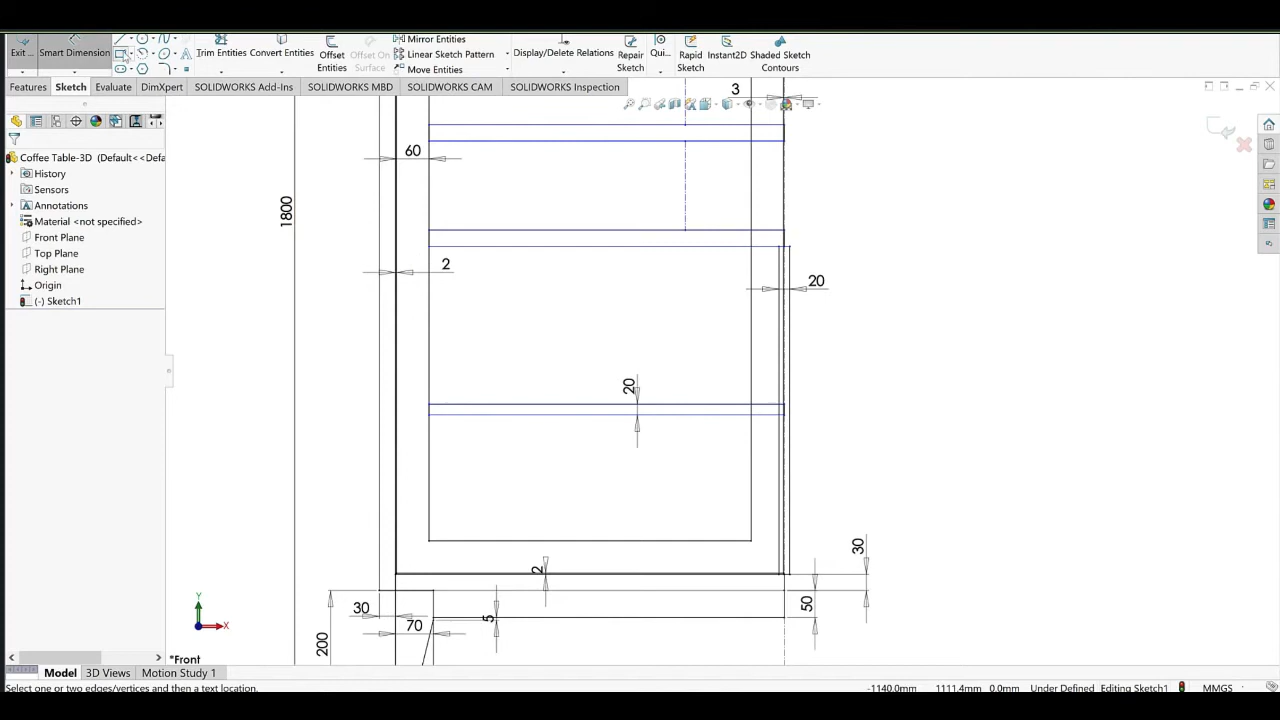 Mirror Entities
Exit ...
Smart Dimension
Trim Entities
Convert Entities
Offset Entities
Offset On Surface
Linear Sketch Pattern
Display/Delete Relations
Repair Sketch
Qui...
Rapid Sketch
Instant2D
Shaded Sketch Contours
Move Entities
Features
Sketch
Evaluate
DimXpert
SOLIDWORKS Add-Ins
SOLIDWORKS MBD
SOLIDWORKS CAM
SOLIDWORKS Inspection
3
60
Coffee Table-3D (Default<<Defa
History
Sensors
Annotations
Material <not specified>
Front Plane
Top Plane
Right Plane
Origin
(-) Sketch1
1800
2
20
20
2
30
30
50
5
70
200
Y
X
*Front
Model
3D Views
Motion Study 1
Select one or two edges/vertices and then a text location.
-1140.0mm
1111.4mm
0.0mm
Under Defined
Editing Sketch1
MMGS